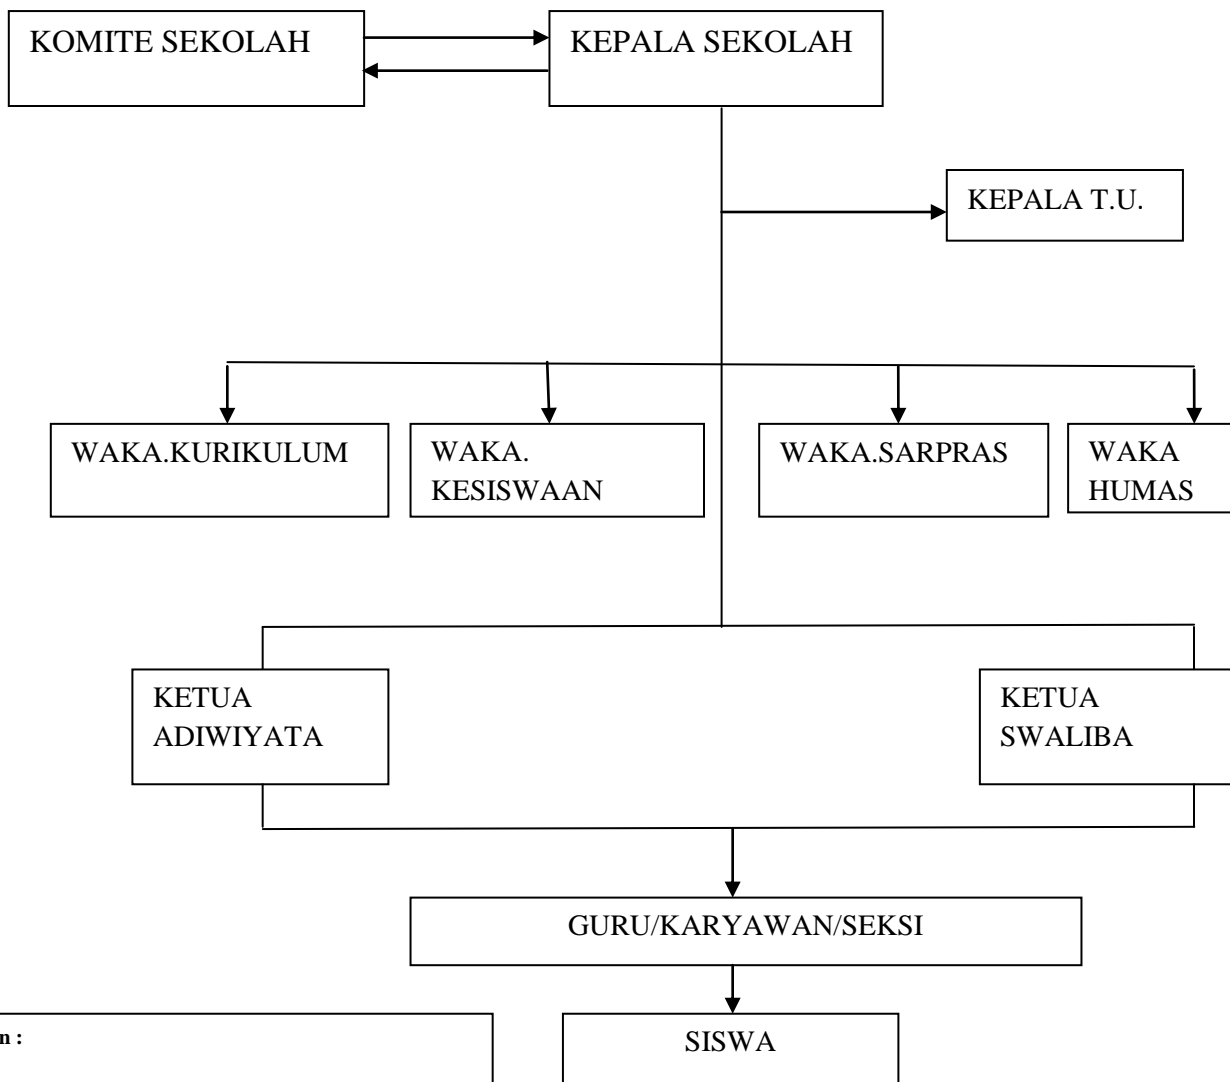 KOMITE SEKOLAH
KEPALA SEKOLAH
KEPALA T.U.
WAKA.KURIKULUM
WAKA.
KESISWAAN
WAKA.SARPRAS
WAKA
HUMAS
KETUA
ADIWIYATA
KETUA
SWALIBA
GURU/KARYAWAN/SEKSI
n :
SISWA